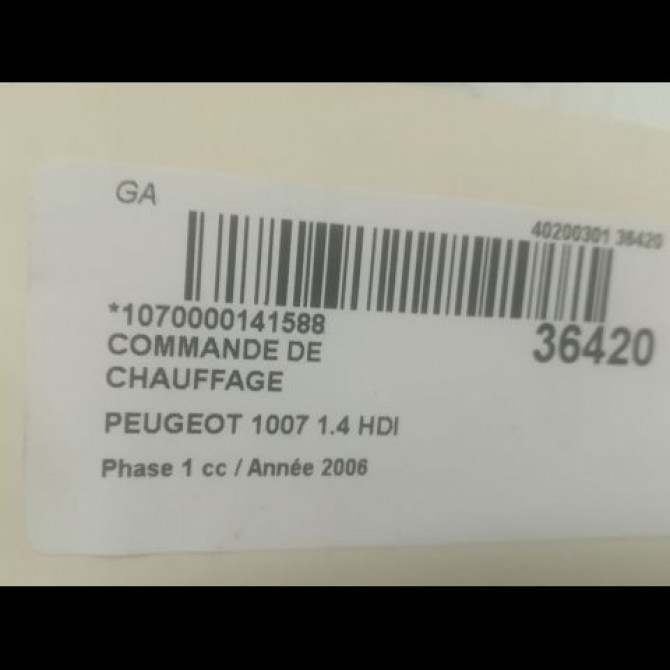 GA
40200301 36420
*1070000141588
36420
COMMANDE DE
CHAUFFAGE
PEUGEOT 1007 1.4 HDI
Phase 1 cc / Année 2006